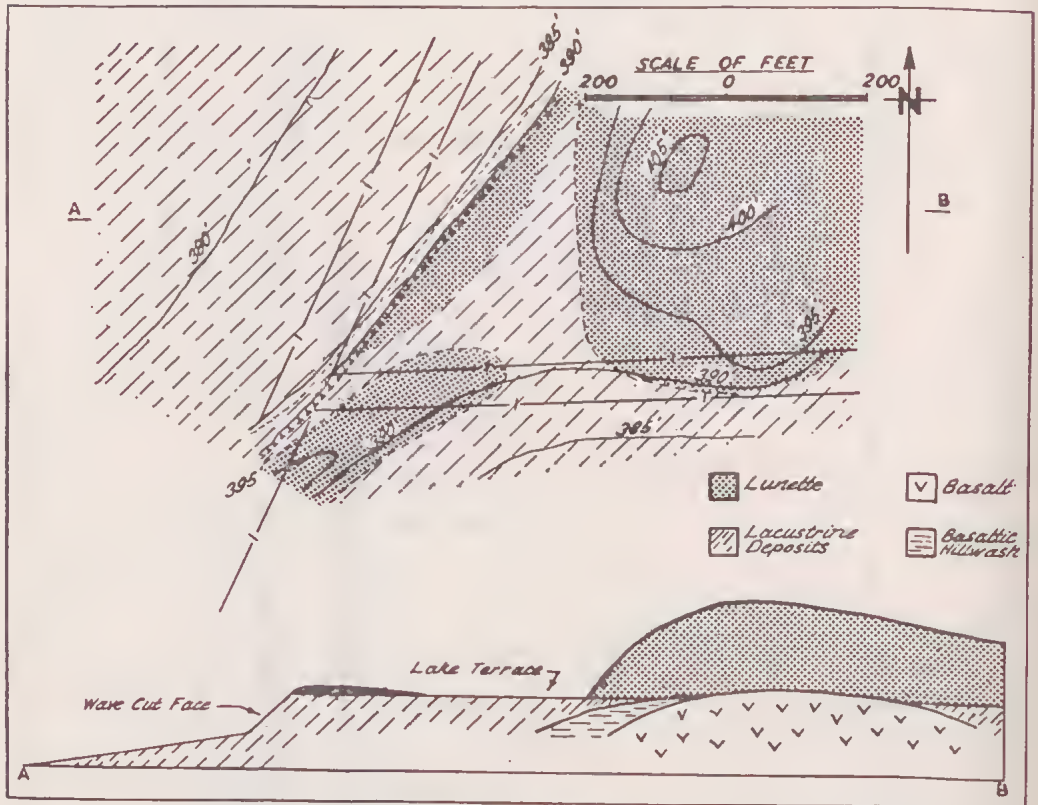 385'
390'
SCALE OF FEET
200 0 200
N
A
B
380'
405'
400
395'
390
390
385'
395'
Lunette
Basalt
Lacustrine
Deposits
Basaltic
Hillwash
Lake Terrace
Wave Cut Face
A
B